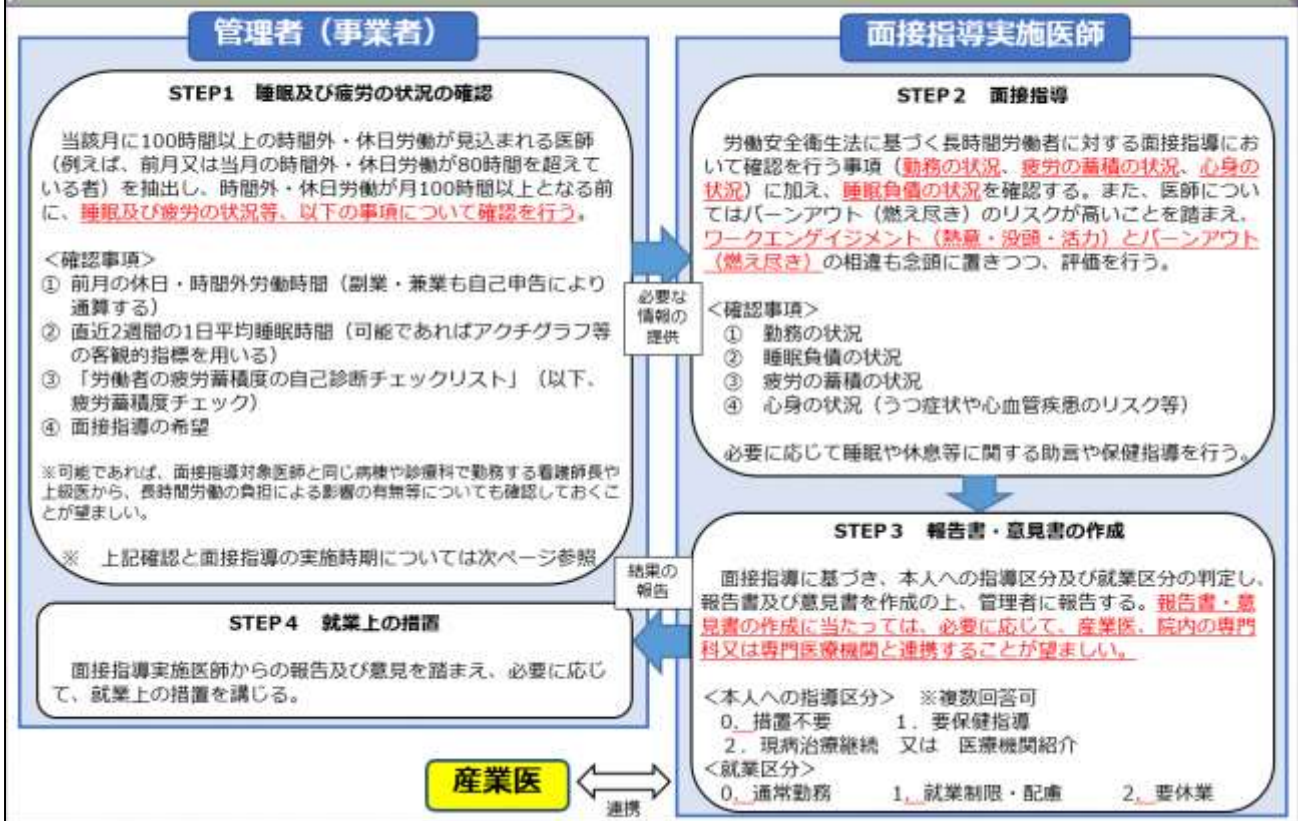 管理者（事業者）
STEP1　睡眠及び疲労の状況の確認
当該月に100時間以上の時間外・休日労働が見込まれる医師
（例えば、前月又は当月の時間外・休日労働が80時間を超えて
いる者）を抽出し、時間外・休日労働が月100時間以上となる前
に、睡眠及び疲労の状況等、以下の事項について確認を行う。
＜確認事項＞
① 前月の休日・時間外労働時間（副業・兼業も自己申告により
通算する）
② 直近2週間の1日平均睡眠時間（可能であればアクチグラフ等
の客観的指標を用いる）
③ 「労働者の疲労蓄積度の自己診断チェックリスト」（以下、
疲労蓄積度チェック）
④ 面接指導の希望
※可能であれば、面接指導対象医師と同じ病棟や診療科で勤務する看護師長や
上級医から、長時間労働の負担による影響の有無等についても確認しておくこ
とが望ましい。
※　上記確認と面接指導の実施時期については次ページ参照
必要な
情報の
提供
面接指導実施医師
STEP２　面接指導
労働安全衛生法に基づく長時間労働者に対する面接指導にお
いて確認を行う事項（勤務の状況、疲労の蓄積の状況、心身の
状況）に加え、睡眠負債の状況を確認する。また、医師につい
てはバーンアウト（燃え尽き）のリスクが高いことを踏まえ、
ワークエンゲイジメント（熱意・没頭・活力）とバーンアウト
（燃え尽き）の相違も念頭に置きつつ、評価を行う。
＜確認事項＞
①　勤務の状況
②　睡眠負債の状況
③　疲労の蓄積の状況
④　心身の状況（うつ症状や心血管疾患のリスク等）
必要に応じて睡眠や休息等に関する助言や保健指導を行う。
STEP３　報告書・意見書の作成
面接指導に基づき、本人への指導区分及び就業区分の判定し、
報告書及び意見書を作成の上、管理者に報告する。報告書・意
見書の作成に当たっては、必要に応じて、産業医、院内の専門
科又は専門医療機関と連携することが望ましい。
＜本人への指導区分＞　※複数回答可
0．措置不要　　　1．要保健指導
2．現病治療継続　又は　医療機関紹介
＜就業区分＞
0．通常勤務　　　1．就業制限・配慮　　　2．要休業
結果の
報告
STEP４　就業上の措置
面接指導実施医師からの報告及び意見を踏まえ、必要に応じ
て、就業上の措置を講じる。
産業医
連携